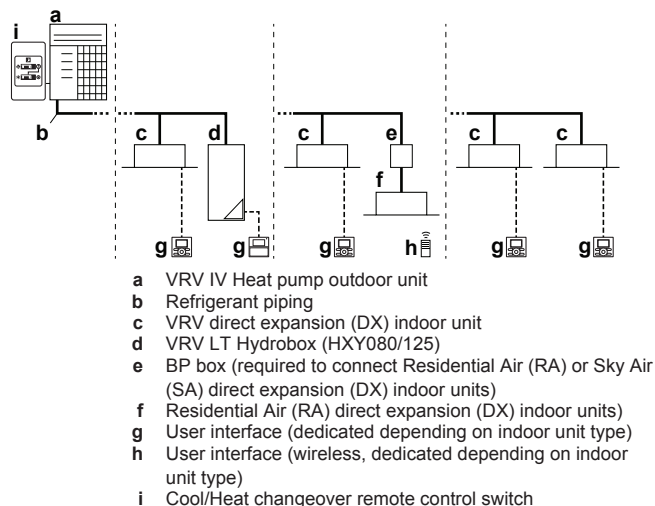 i
a
b
c
d
c
e
f
c
c
g
g
g
h
g
g
a VRV IV Heat pump outdoor unit
b Refrigerant piping
c VRV direct expansion (DX) indoor unit
d VRV LT Hydrobox (HXY080/125)
e BP box (required to connect Residential Air (RA) or Sky Air
(SA) direct expansion (DX) indoor units)
f Residential Air (RA) direct expansion (DX) indoor units)
g User interface (dedicated depending on indoor unit type)
h User interface (wireless, dedicated depending on indoor
unit type)
i Cool/Heat changeover remote control switch